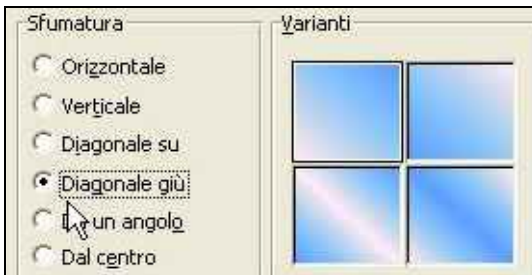 Sfumatura
Orizzontale
Verticale
Diagonale su
Diagonale giù
un angolo
Dal centro
Varianti